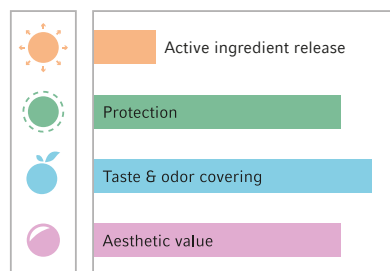 Active ingredient release
Protection
Taste & odor covering
Aesthetic value